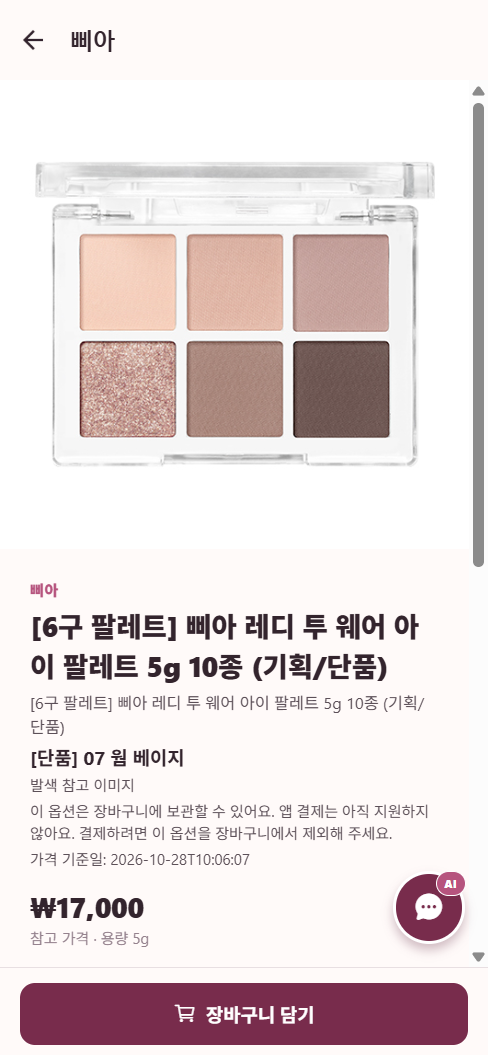 삐아
삐아
[6구 팔레트] 삐아 레디 투 웨어 아
이 팔레트 5g 10종 (기획/단품)
[6구 팔레트] 삐아 레디 투 웨어 아이 팔레트 5g 10종 (기획/
단품)
[단품] 07 웜 베이지
발색 참고 이미지
이 옵션은 장바구니에 보관할 수 있어요. 앱 결제는 아직 지원하지
않아요. 결제하려면 이 옵션을 장바구니에서 제외해 주세요.
가격 기준일: 2026-10-28T10:06:07
AI
₩17,000
참고 가격 · 용량 5g
장바구니 담기